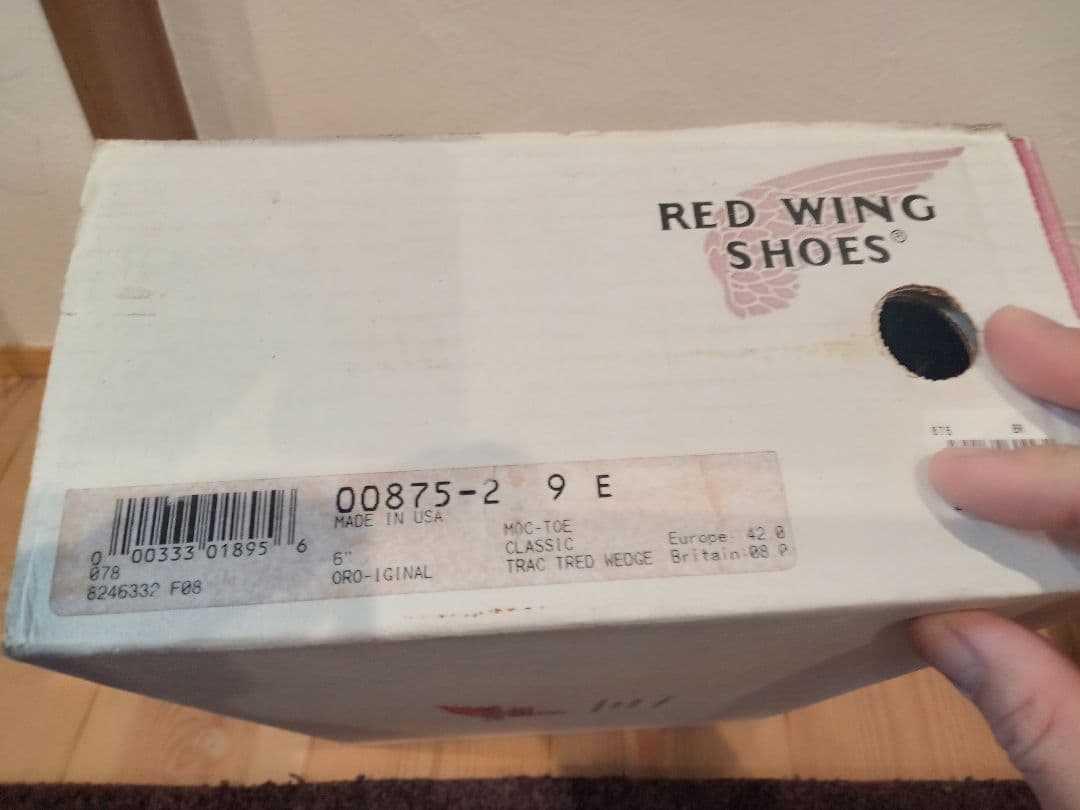 RED WING
SHOES®
00875-2 9 E
MADE IN USA
6"
ORO-IGINAL
MOC-TOE
CLASSIC
TRAC TRED WEDGE
Europe 42.0
Britain:08.0
0 00333 01895 6
078
8246332 F08